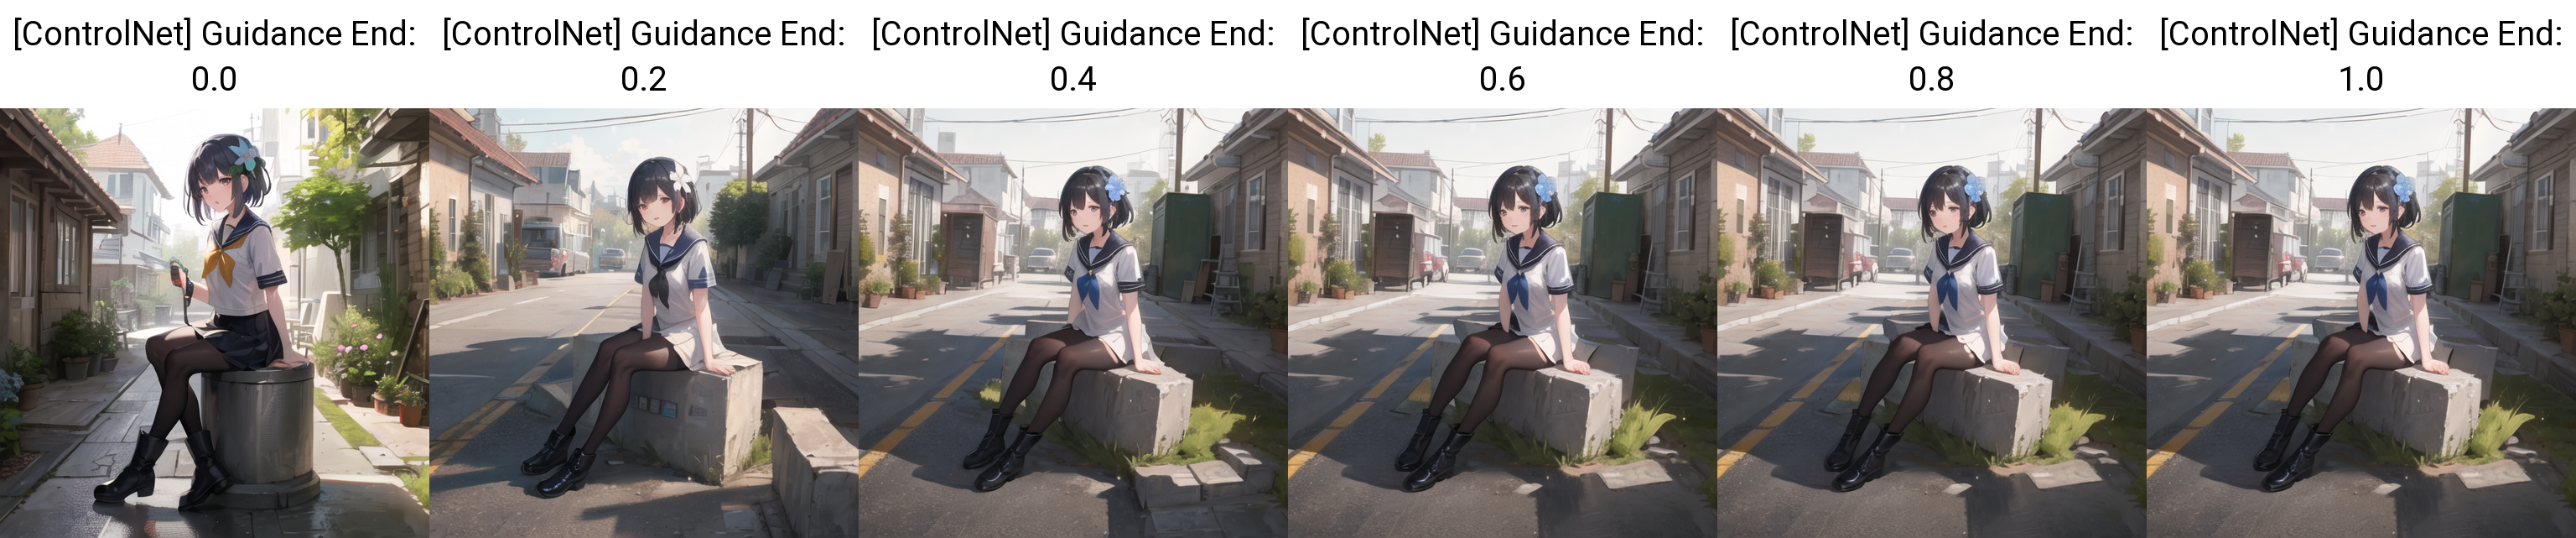 [ControlNet] Guidance End:
0.0
[ControlNet] Guidance End:
0.2
[ControlNet] Guidance End:
0.4
[ControlNet] Guidance End:
0.6
[ControlNet] Guidance End:
0.8
[ControlNet] Guidance End:
1.0